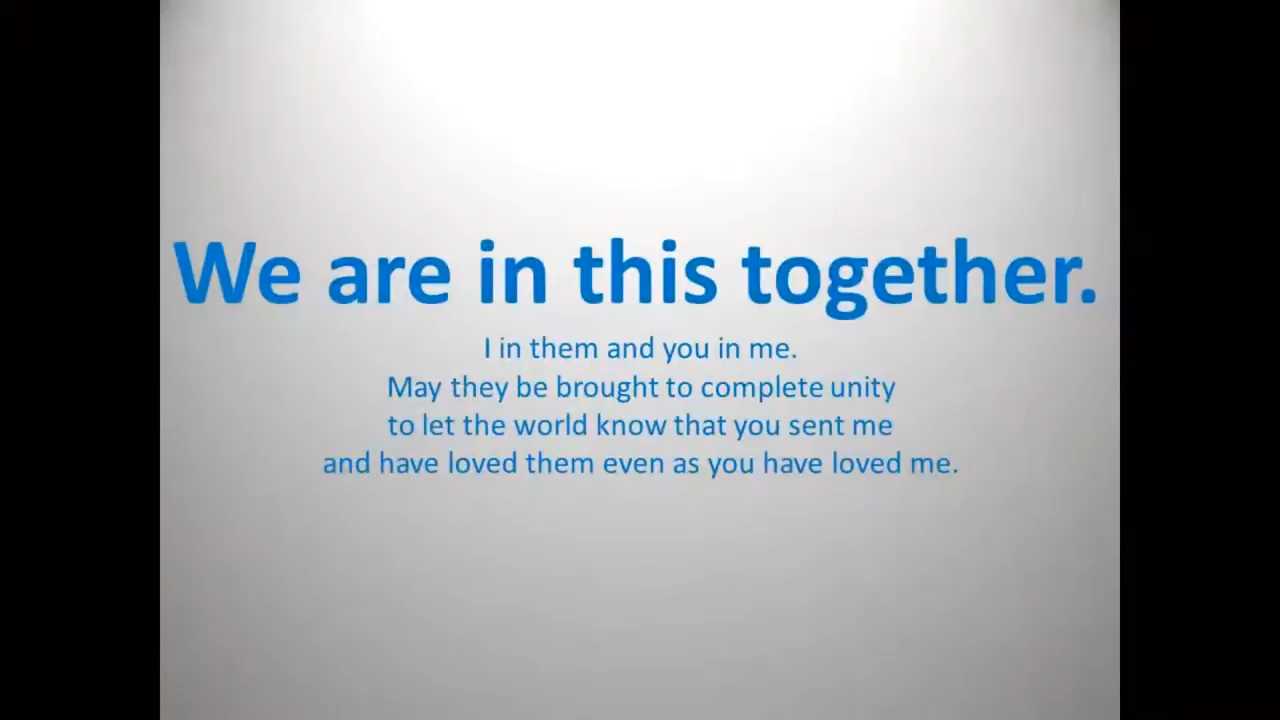 We are in this together.
I in them and you in me.
May they be brought to complete unity
to let the world know that you sent me
and have loved them even as you have loved me.